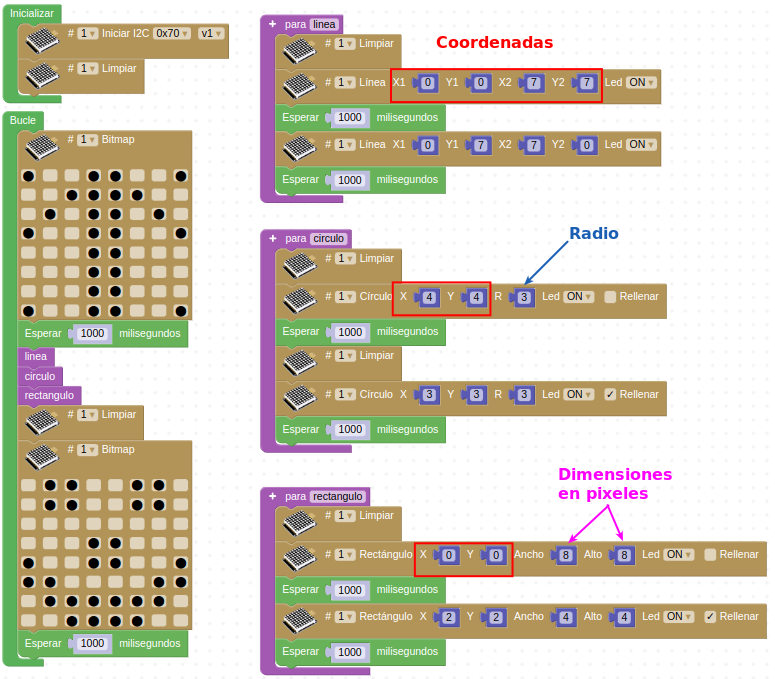 Inicializar
# 1 Iniciar I2C 0x70 v1
# 1 Limpiar
Bucle
# 1 Bitmap
Esperar 1000 milisegundos
linea
circulo
rectangulo
# 1 Limpiar
# 1 Bitmap
Esperar 1000 milisegundos
+ para linea
# 1 Limpiar
Coordenadas
# 1 Línea X1 0 Y1 0 X2 7 Y2 7 Led ON
Esperar 1000 milisegundos
# 1 Línea X1 0 Y1 7 X2 7 Y2 0 Led ON
Esperar 1000 milisegundos
+ para circulo
Radio
# 1 Limpiar
# 1 Círculo X 4 Y 4 R 3 Led ON Rellenar
Esperar 1000 milisegundos
# 1 Limpiar
# 1 Círculo X 3 Y 3 R 3 Led ON ✓ Rellenar
Esperar 1000 milisegundos
+ para rectangulo
Dimensiones
en pixeles
# 1 Limpiar
# 1 Rectángulo X 0 Y 0 Ancho 8 Alto 8 Led ON Rellenar
Esperar 1000 milisegundos
# 1 Rectángulo X 2 Y 2 Ancho 4 Alto 4 Led ON ✓ Rellenar
Esperar 1000 milisegundos